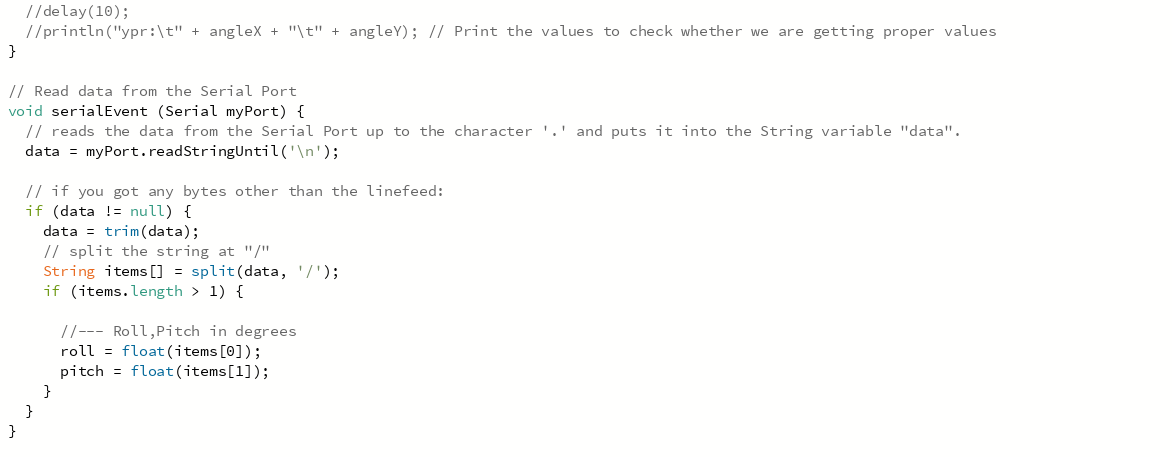 //delay(10);
//println("ypr:\t" + angleX + "\t" + angleY); // Print the values to check whether we are getting proper values
}
// Read data from the Serial Port
void serialEvent (Serial myPort) {
// reads the data from the Serial Port up to the character '.' and puts it into the String variable "data".
data = myPort.readStringUntil('\n');
// if you got any bytes other than the linefeed:
if (data != null) {
data = trim(data);
// split the string at "/"
String items[] = split(data, '/');
if (items.length > 1) {
//--- Roll,Pitch in degrees
roll = float(items[0]);
pitch = float(items[1]);
}
}
}